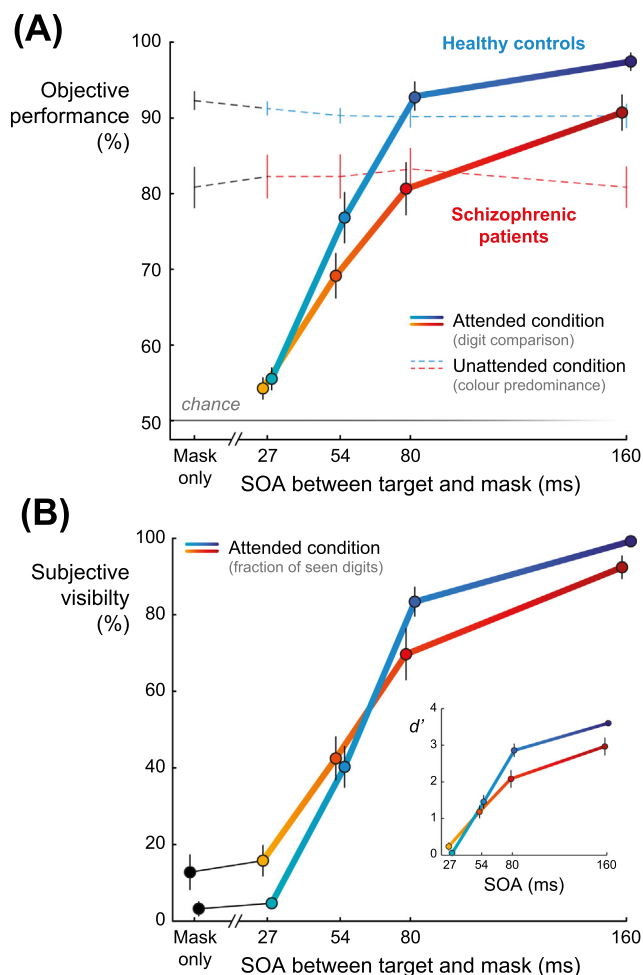 (A)
100
90
80
70
60
50
Objective
performance
(%)
Healthy controls
Schizophrenic
patients
Attended condition
(digit comparison)
Unattended condition
(colour predominance)
chance
Mask
only
27
54
80
160
SOA between target and mask (ms)
(B)
100
80
60
40
20
0
Subjective
visibilty
(%)
Attended condition
(fraction of seen digits)
d'
4
3
2
1
0
27
54
80
160
SOA (ms)
Mask
only
27
54
80
160
SOA between target and mask (ms)